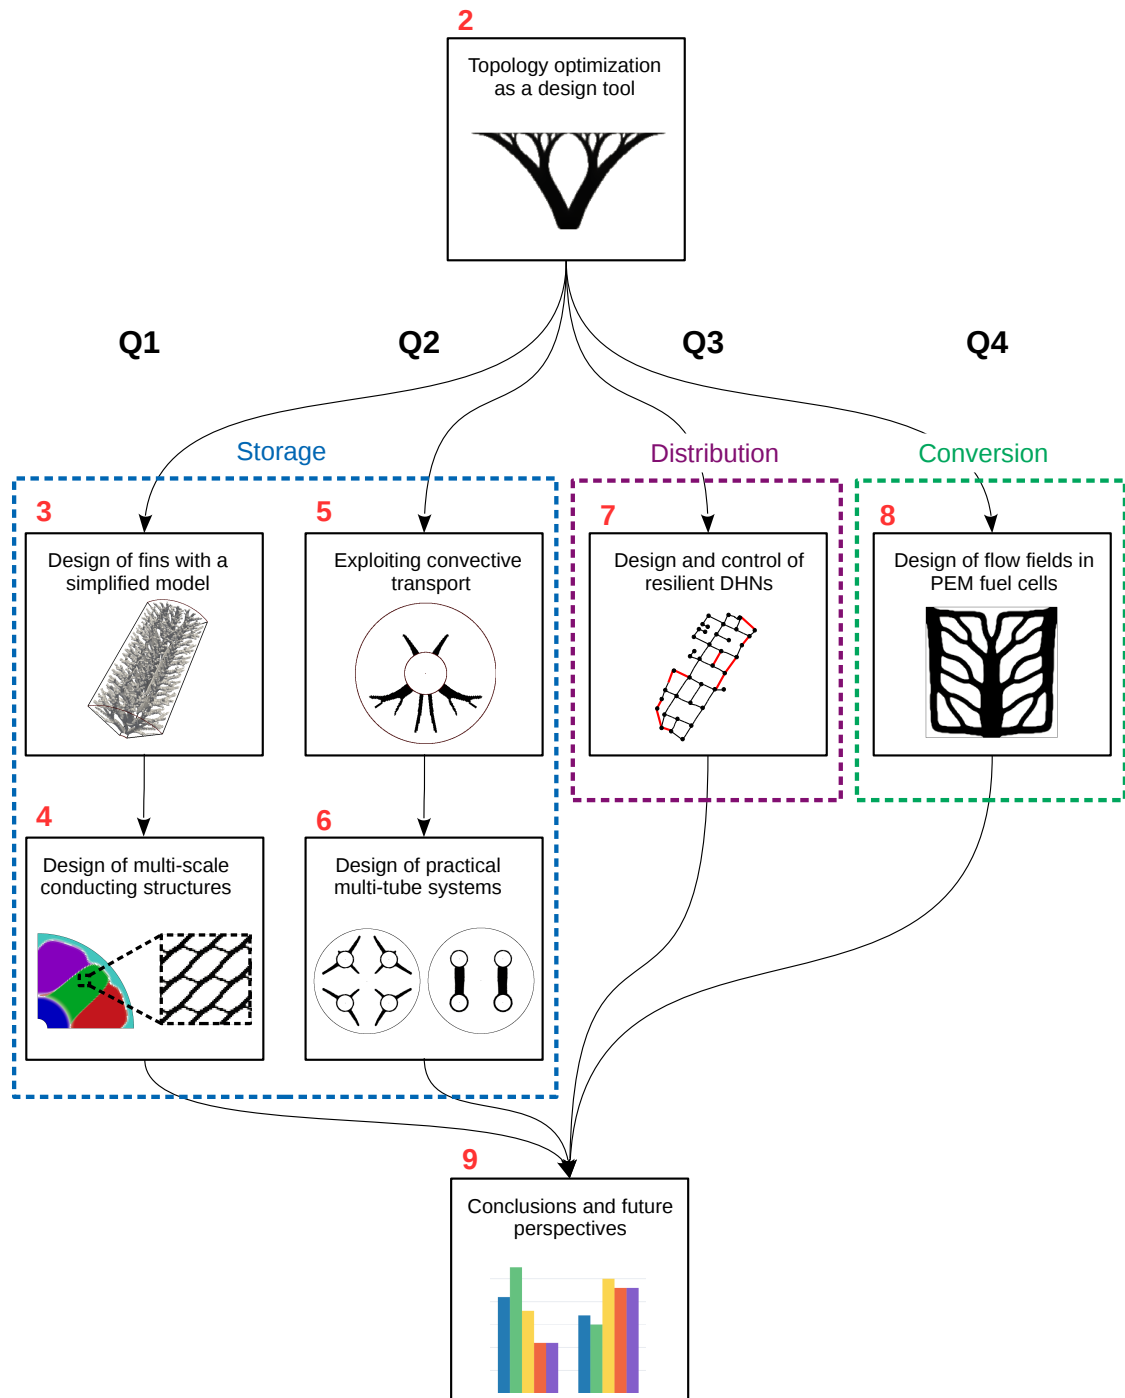 2
Topology optimization
as a design tool
Q1
Q2
Q3
Q4
Storage
Distribution
Conversion
3
Design of fins with a
simplified model
5
Exploiting convective
transport
7
Design and control of
resilient DHNs
8
Design of flow fields in
PEM fuel cells
4
Design of multi-scale
conducting structures
6
Design of practical
multi-tube systems
9
Conclusions and future
perspectives